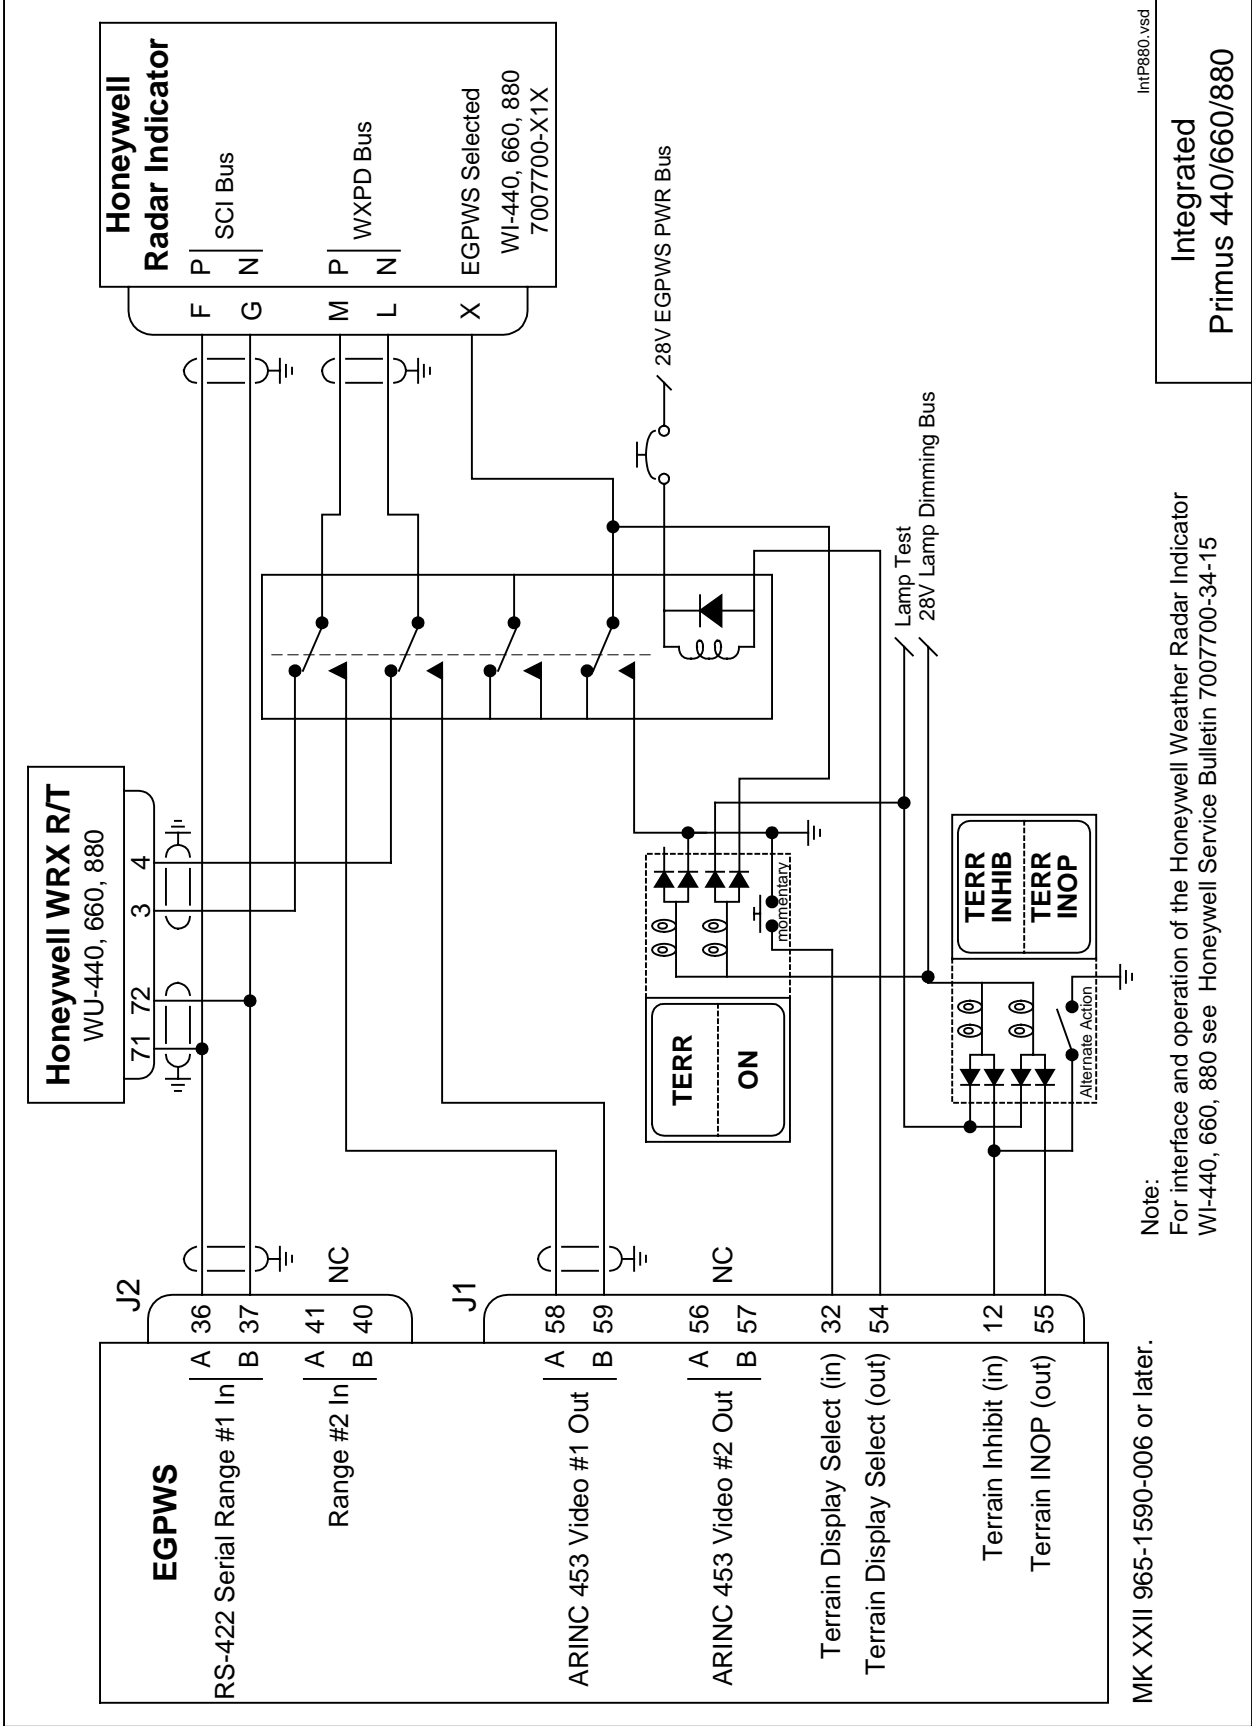 Honeywell
Radar Indicator
F P
G N
SCI Bus
M P
L N
WXPD Bus
X EGPWS Selected
WI-440, 660, 880
7007700-X1X
28V EGPWS PWR Bus
Lamp Test
28V Lamp Dimming Bus
Honeywell WRX R/T
WU-440, 660, 880
71 72 3 4
TERR
ON
momentary
TERR
INHIB
TERR
INOP
Alternate Action
EGPWS
J2
RS-422 Serial Range #1 In
A 36
B 37
Range #2 In
A 41
B 40
NC
J1
ARINC 453 Video #1 Out
A 58
B 59
ARINC 453 Video #2 Out
A 56
B 57
NC
Terrain Display Select (in) 32
Terrain Display Select (out) 54
Terrain Inhibit (in) 12
Terrain INOP (out) 55
MK XXII 965-1590-006 or later.
Note:
For interface and operation of the Honeywell Weather Radar Indicator
WI-440, 660, 880 see Honeywell Service Bulletin 7007700-34-15
IntP880.vsd
Integrated
Primus 440/660/880